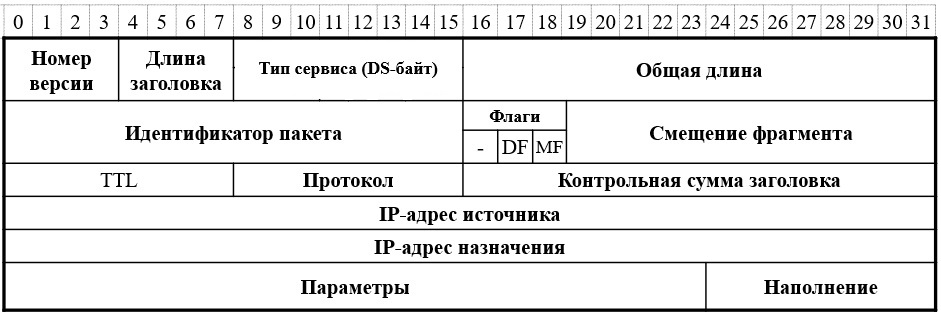 0 1 2 3 4 5 6 7 8 9 10 11 12 13 14 15 16 17 18 19 20 21 22 23 24 25 26 27 28 29 30 31
Номер версии
Длина заголовка
Тип сервиса (DS-байт)
Общая длина
Идентификатор пакета
Флаги
- DF MF
Смещение фрагмента
TTL
Протокол
Контрольная сумма заголовка
IP-адрес источника
IP-адрес назначения
Параметры
Наполнение